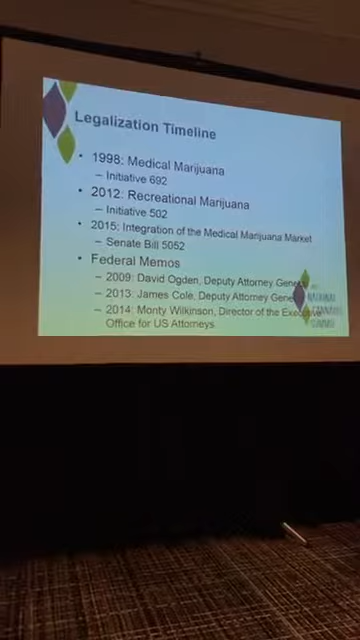 Legalization Timeline
• 1998: Medical Marijuana
– Initiative 692
• 2012: Recreational Marijuana
– Initiative 502
• 2015: Integration of the Medical Marijuana Market
– Senate Bill 5052
• Federal Memos
– 2009: David Ogden, Deputy Attorney Gene
– 2013: James Cole, Deputy Attorney Gene
– 2014: Monty Wilkinson, Director of the Executive
Office for US Attorneys